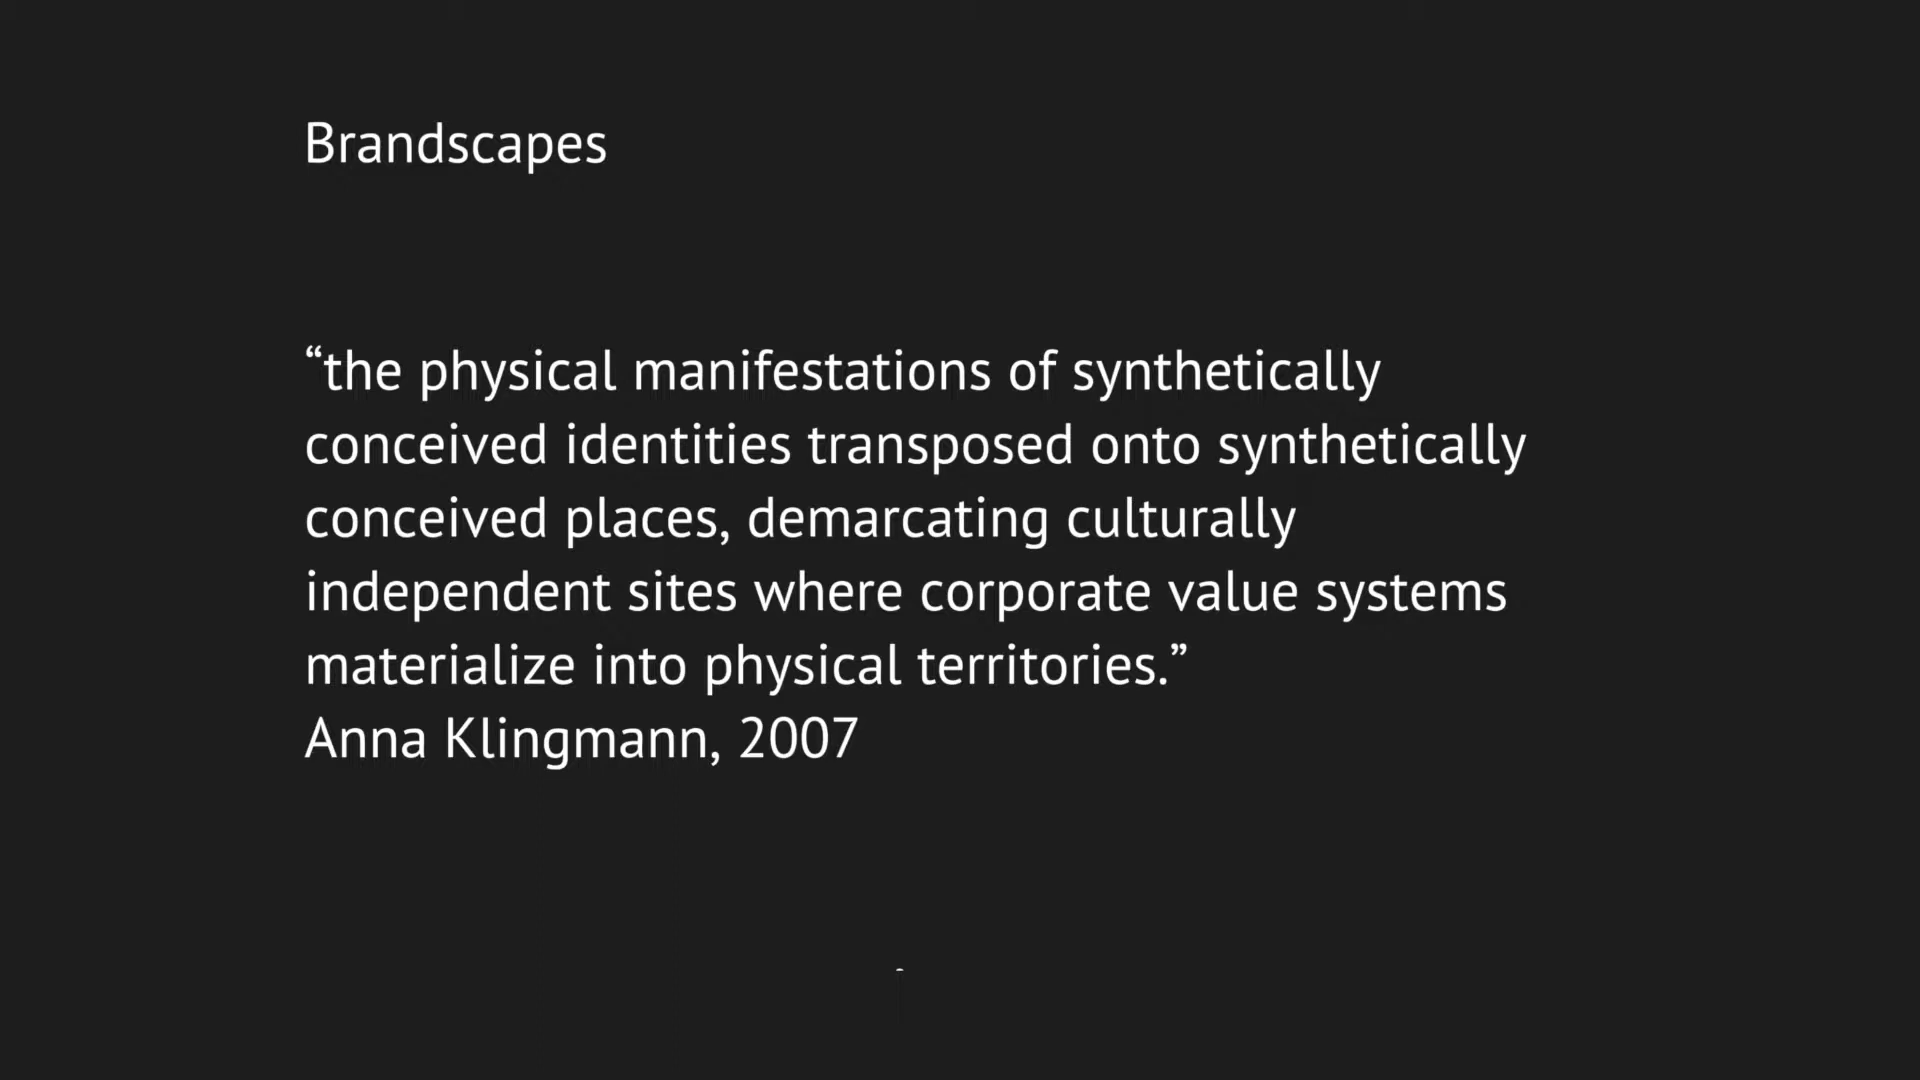 Brandscapes
“the physical manifestations of synthetically
conceived identities transposed onto synthetically
conceived places, demarcating culturally
independent sites where corporate value systems
materialize into physical territories.”
Anna Klingmann, 2007